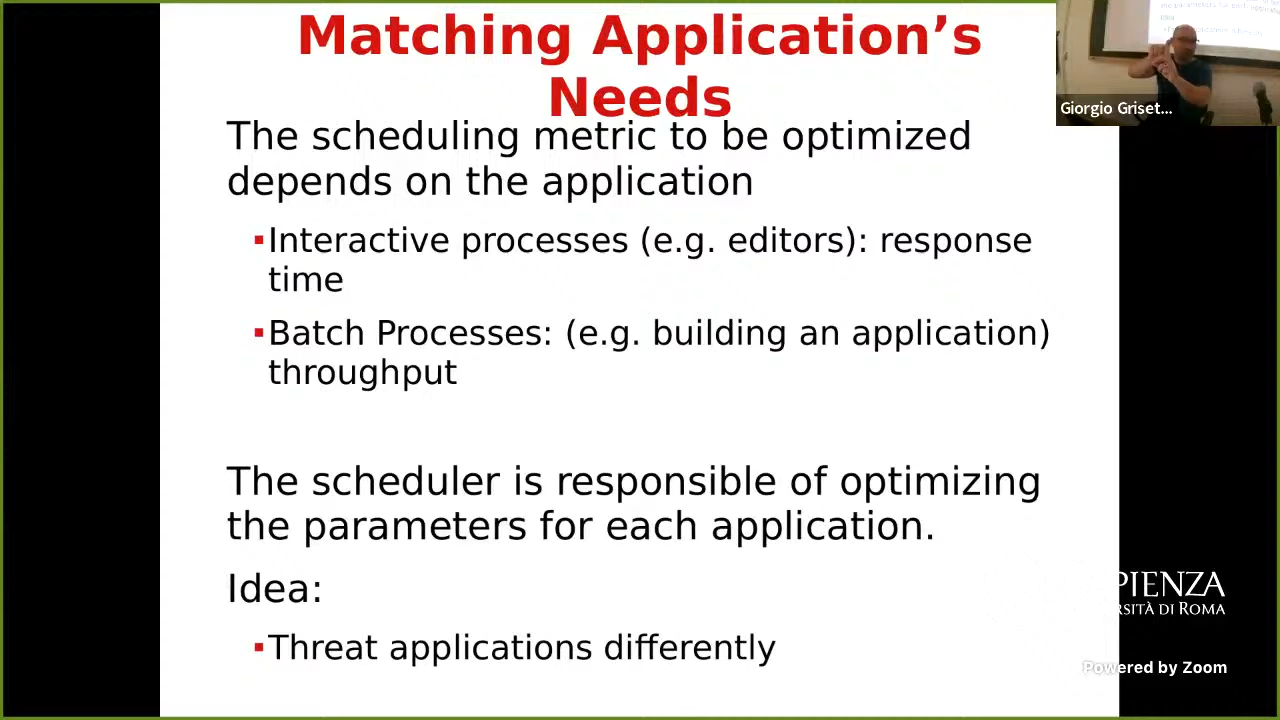 Matching Application’s
Needs
The scheduling metric to be optimized
depends on the application
▪Interactive processes (e.g. editors): response
time
▪Batch Processes: (e.g. building an application)
throughput
The scheduler is responsible of optimizing
the parameters for each application.
Idea:
▪Threat applications differently
Giorgio Griset...
PIENZA
RSITÀ DI ROMA
Powered by Zoom